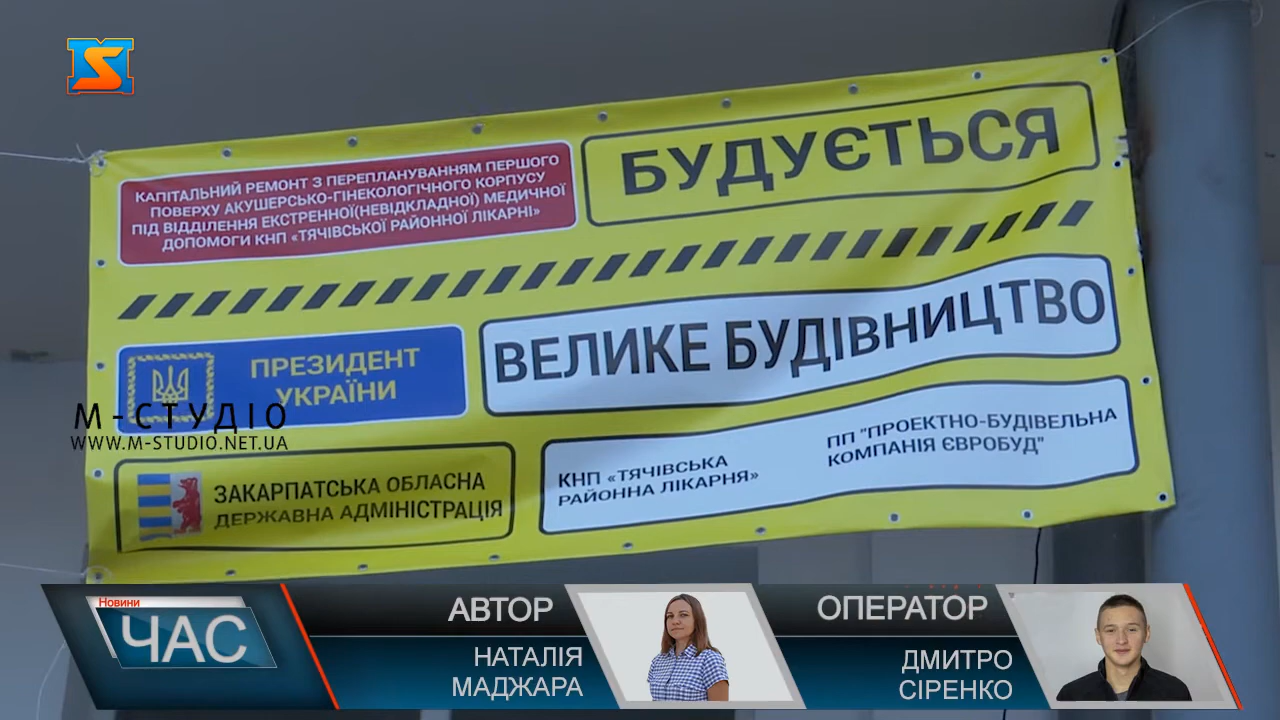 КАПІТАЛЬНИЙ РЕМОНТ З ПЕРЕПЛАНУВАННЯМ ПЕРШОГО
ПОВЕРХУ АКУШЕРСЬКО-ГІНЕКОЛОГІЧНОГО КОРПУСУ
ПІД ВІДДІЛЕННЯ ЕКСТРЕННОЇ(НЕВІДКЛАДНОЇ) МЕДИЧНОЇ
ДОПОМОГИ КНП «ТЯЧІВСЬКОЇ РАЙОННОЇ ЛІКАРНІ»
БУДУЄТЬСЯ
ПРЕЗИДЕНТ
УКРАЇНИ
ВЕЛИКЕ БУДІВНИЦТВО
М-СТУДІО
WWW.M-STUDIO.NET.UA
ЗАКАРПАТСЬКА ОБЛАСНА
ДЕРЖАВНА АДМІНІСТРАЦІЯ
КНП «ТЯЧІВСЬКА
РАЙОННА ЛІКАРНЯ»
ПП "ПРОЕКТНО-БУДІВЕЛЬНА
КОМПАНІЯ ЄВРОБУД"
Новини
ЧАС
АВТОР
НАТАЛІЯ
МАДЖАРА
ОПЕРАТОР
ДМИТРО
СІРЕНКО